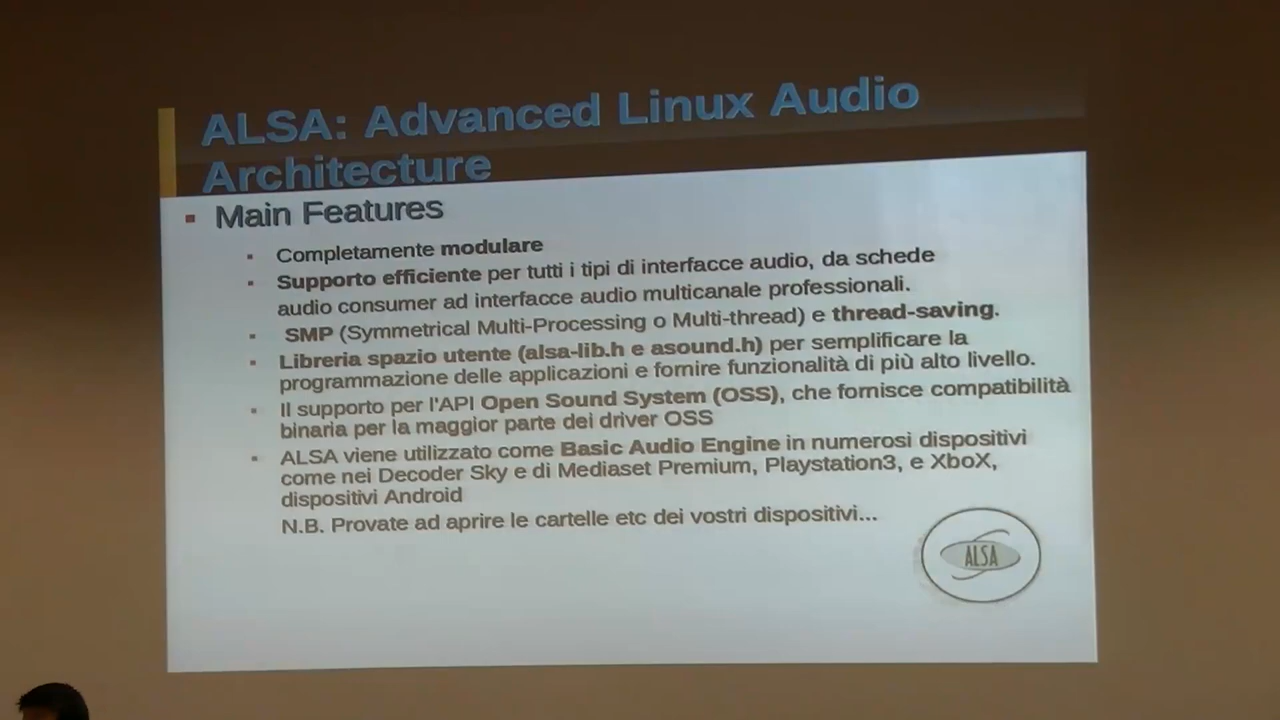 ALSA: Advanced Linux Audio
Architecture
Main Features
Completamente modulare
Supporto efficiente per tutti i tipi di interfacce audio, da schede
audio consumer ad interfacce audio multicanale professionali.
SMP (Symmetrical Multi-Processing o Multi-thread) e thread-saving.
Libreria spazio utente (alsa-lib.h e asound.h) per semplificare la
programmazione delle applicazioni e fornire funzionalità di più alto livello.
Il supporto per l'API Open Sound System (OSS), che fornisce compatibilità
binaria per la maggior parte dei driver OSS
ALSA viene utilizzato come Basic Audio Engine in numerosi dispositivi
come nei Decoder Sky e di Mediaset Premium, Playstation3, e XboX,
dispositivi Android
N.B. Provate ad aprire le cartelle etc dei vostri dispositivi...
ALSA